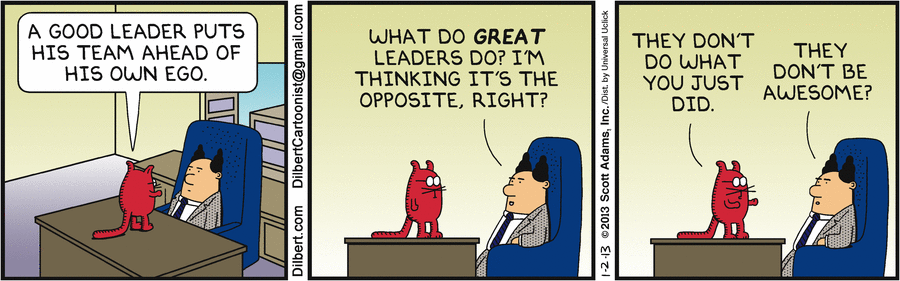 A GOOD LEADER PUTS
HIS TEAM AHEAD OF
HIS OWN EGO.
Dilbert.com DilbertCartoonist@gmail.com
WHAT DO GREAT
LEADERS DO? I'M
THINKING IT'S THE
OPPOSITE, RIGHT?
1-2-13 ©2013 Scott Adams, Inc. /Dist. by Universal Uclick
THEY DON'T
DO WHAT
YOU JUST
DID.
THEY
DON'T BE
AWESOME?